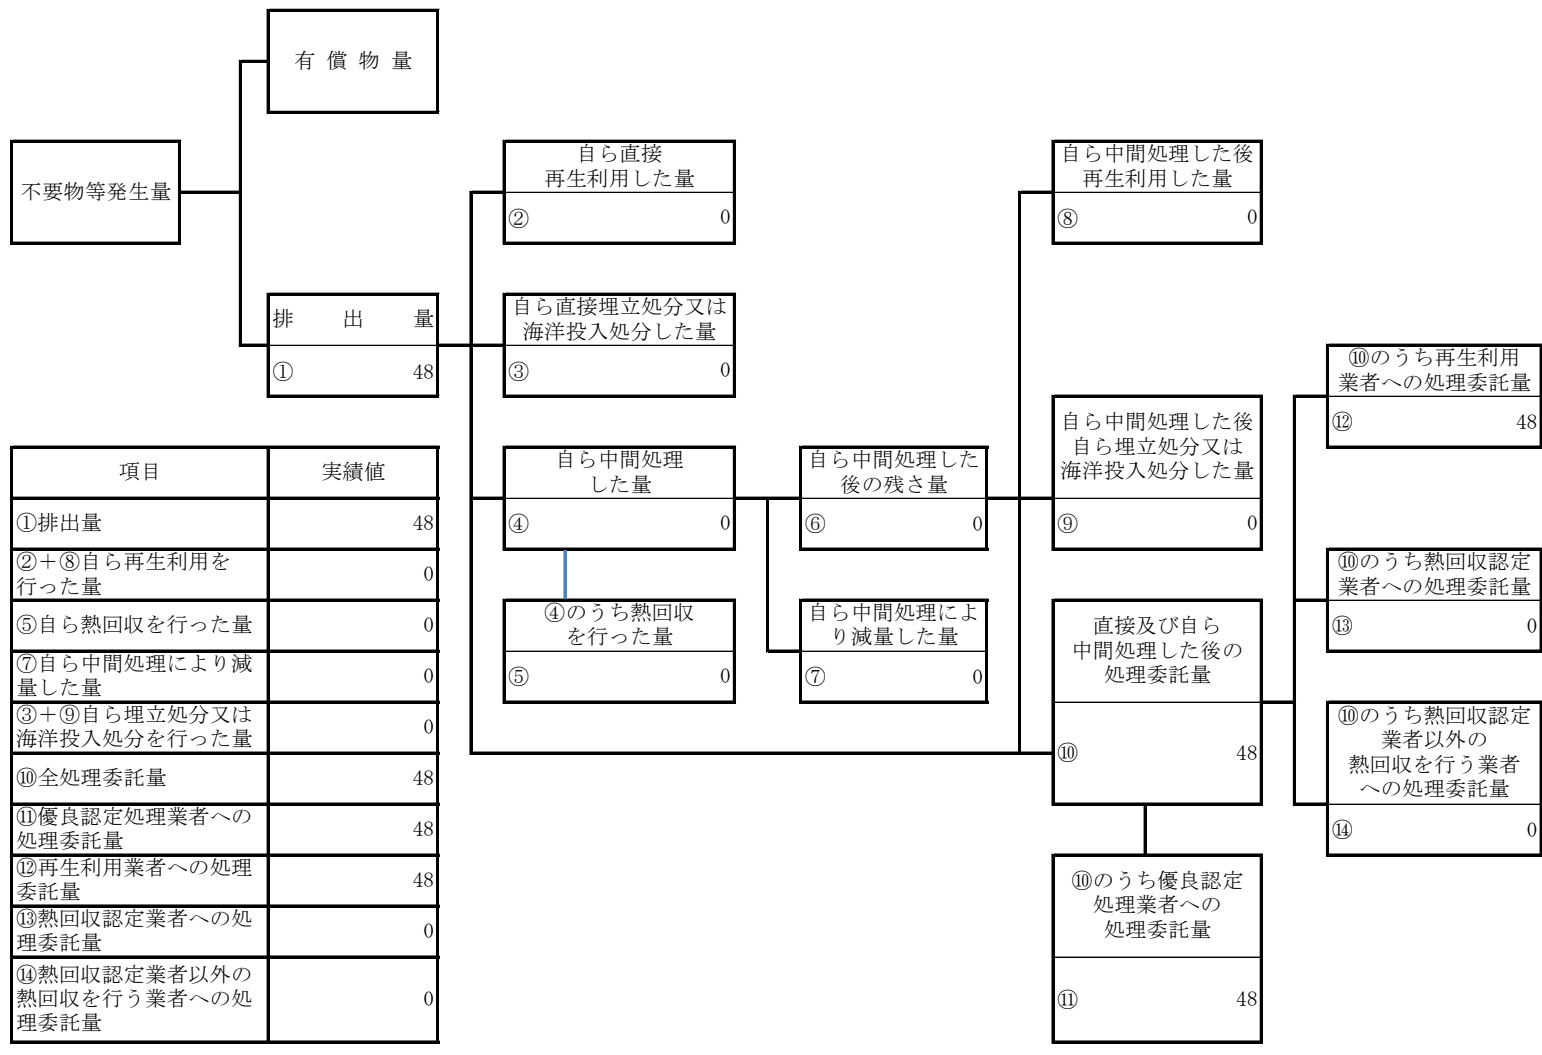 有 償 物 量
不要物等発生量
自ら直接
再生利用した量
② 0
自ら中間処理した後
再生利用した量
⑧ 0
排 出 量
① 48
自ら直接埋立処分又は
海洋投入処分した量
③ 0
⑩のうち再生利用
業者への処理委託量
⑫ 48
自ら中間処理
した量
④ 0
自ら中間処理した
後の残さ量
⑥ 0
自ら中間処理した後
自ら埋立処分又は
海洋投入処分した量
⑨ 0
⑩のうち熱回収認定
業者への処理委託量
⑬ 0
④のうち熱回収
を行った量
⑤ 0
自ら中間処理によ
り減量した量
⑦ 0
直接及び自ら
中間処理した後の
処理委託量
⑩ 48
⑩のうち熱回収認定
業者以外の
熱回収を行う業者
への処理委託量
⑭ 0
⑩のうち優良認定
処理業者への
処理委託量
⑪ 48
項目 実績値
①排出量 48
②＋⑧自ら再生利用を
行った量 0
⑤自ら熱回収を行った量 0
⑦自ら中間処理により減
量した量 0
③＋⑨自ら埋立処分又は
海洋投入処分を行った量 0
⑩全処理委託量 48
⑪優良認定処理業者への
処理委託量 48
⑫再生利用業者への処理
委託量 48
⑬熱回収認定業者への処
理委託量 0
⑭熱回収認定業者以外の
熱回収を行う業者への処
理委託量 0